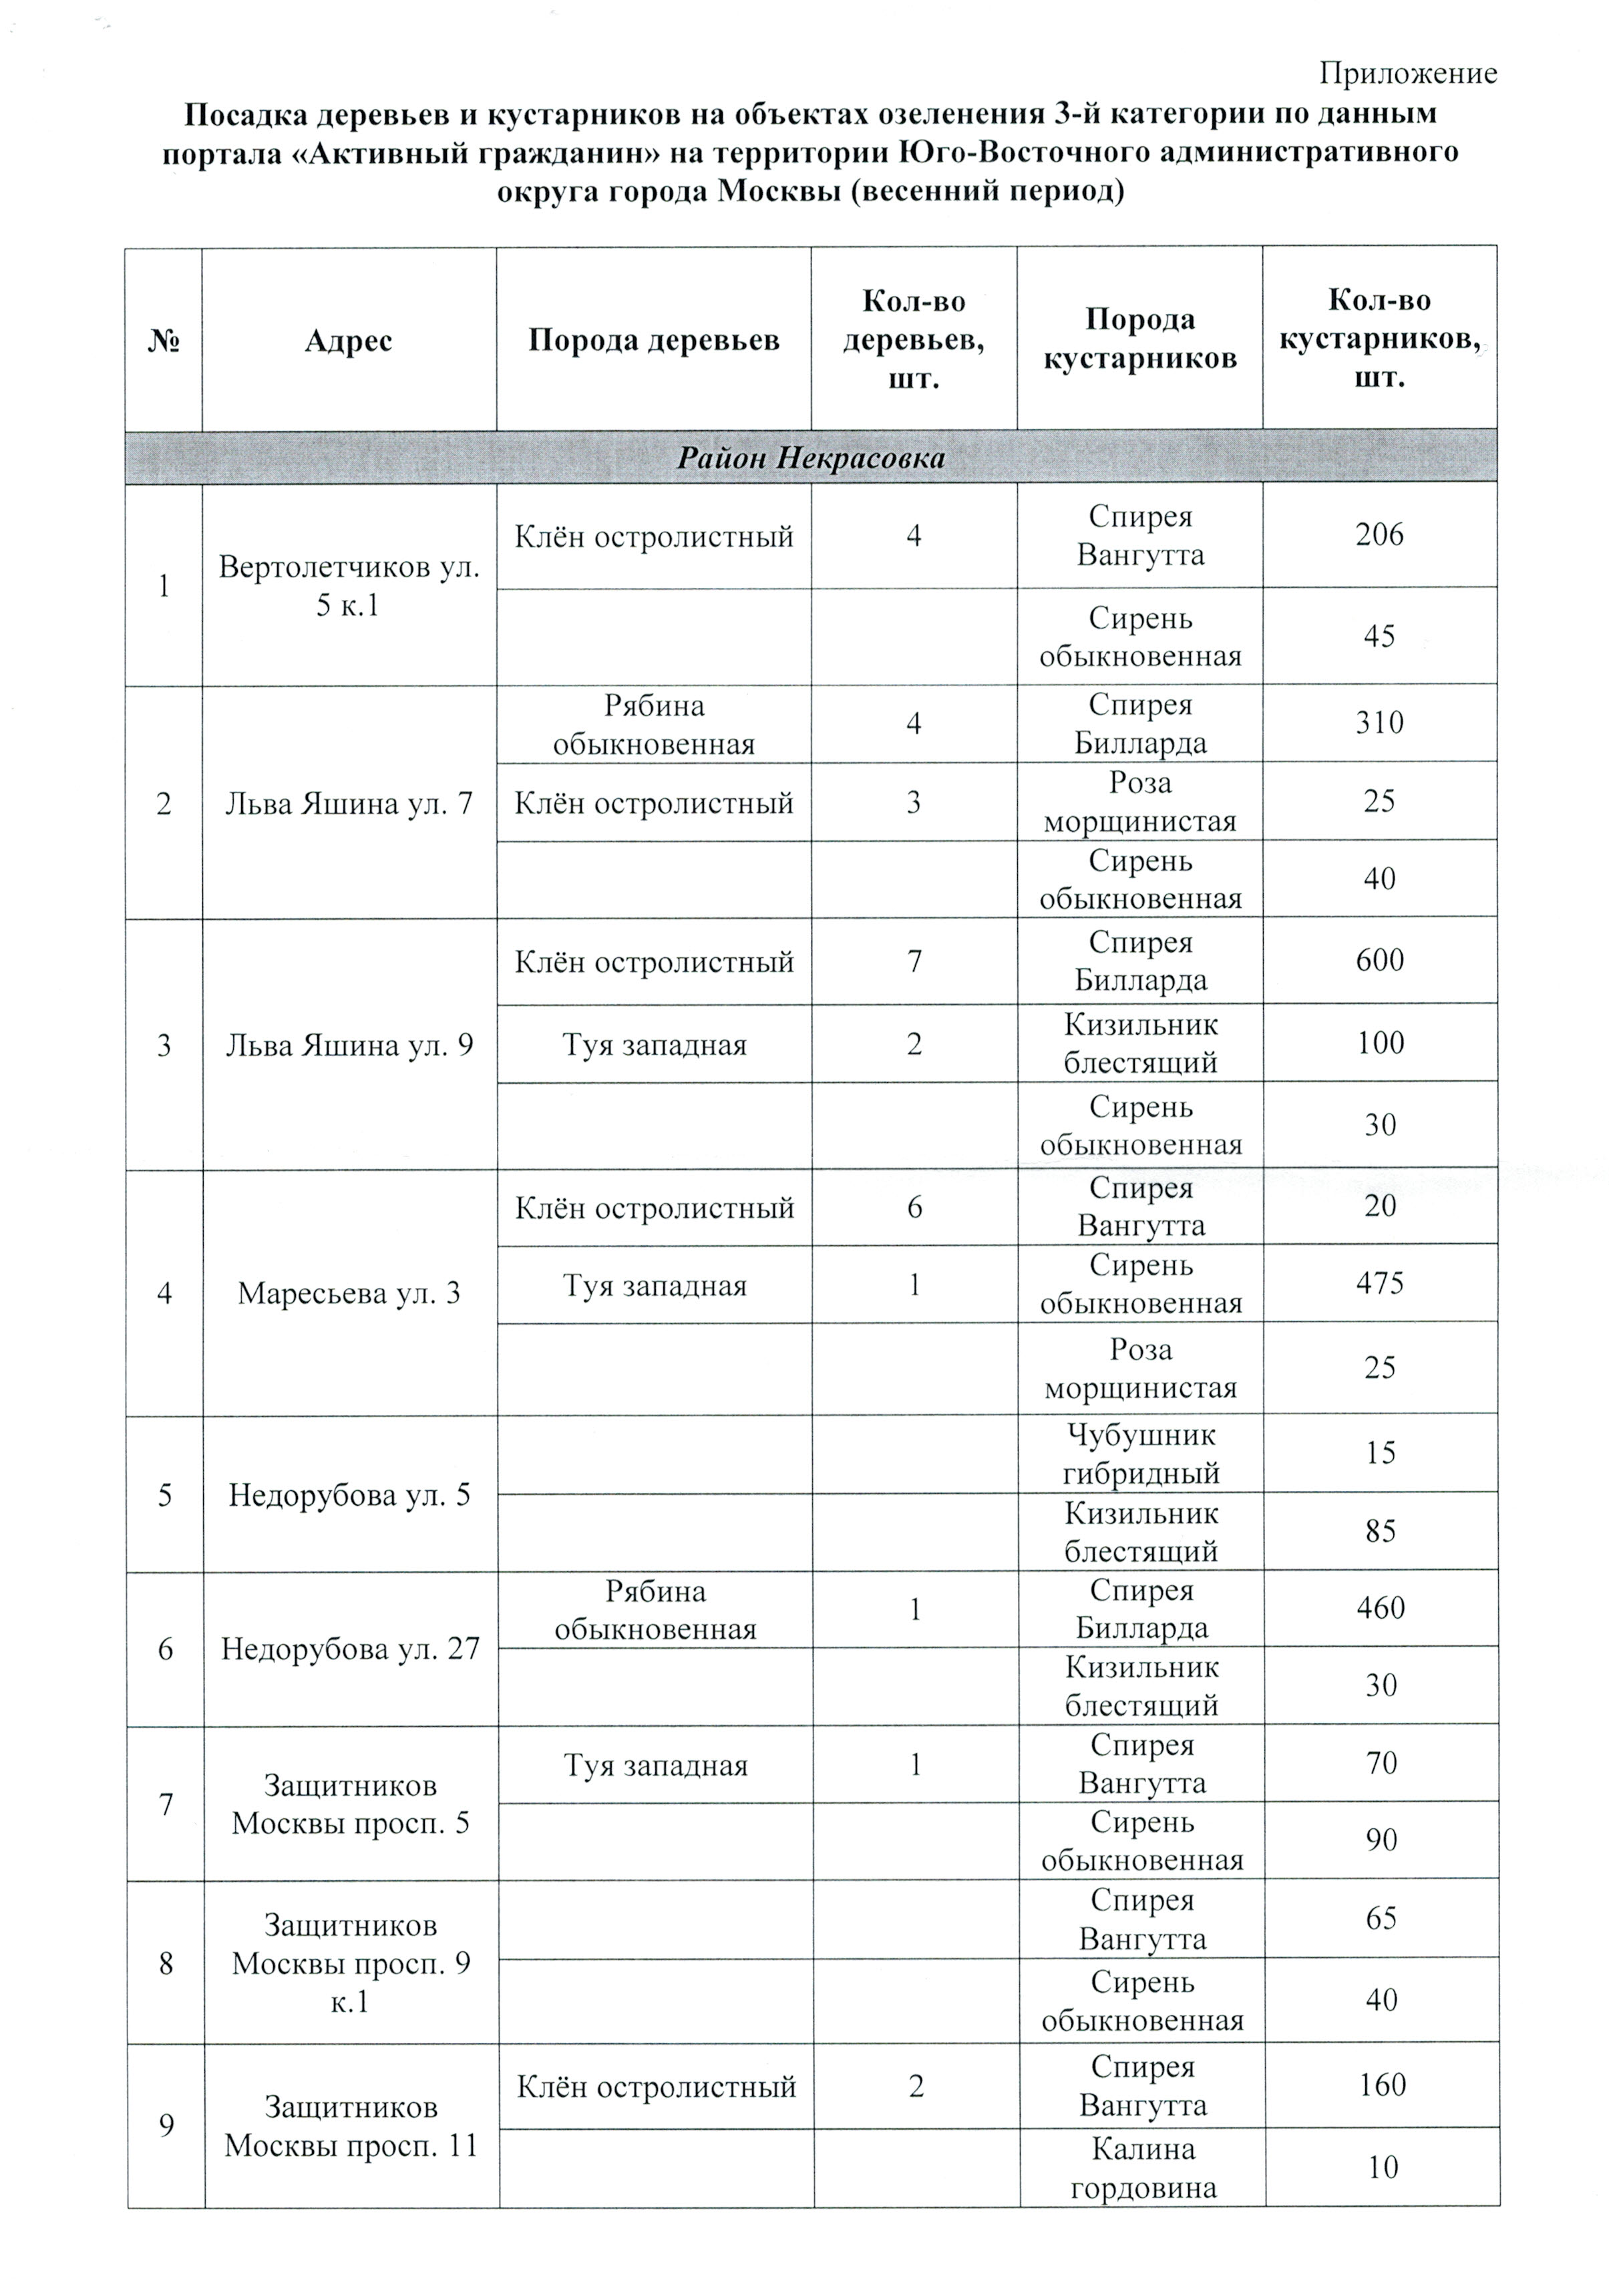 Приложение
Посадка деревьев и кустарников на объектах озеленения 3-й категории по данным
портала «Активный гражданин» на территории Юго-Восточного административного
округа города Москвы (весенний период)
№
Адрес
Порода деревьев
Кол-во
деревьев,
шт.
Порода
кустарников
Кол-во
кустарников,
шт.
Район Некрасовка
1
Вертолетчиков ул.
5 к.1
Клён остролистный
4
Спирея
Вангутта
206
Сирень
обыкновенная
45
2
Льва Яшина ул. 7
Рябина
обыкновенная
4
Спирея
Билларда
310
Клён остролистный
3
Роза
морщинистая
25
Сирень
обыкновенная
40
3
Льва Яшина ул. 9
Клён остролистный
7
Спирея
Билларда
600
Туя западная
2
Кизильник
блестящий
100
Сирень
обыкновенная
30
4
Маресьева ул. 3
Клён остролистный
6
Спирея
Вангутта
20
Туя западная
1
Сирень
обыкновенная
475
Роза
морщинистая
25
5
Недорубова ул. 5
Чубушник
гибридный
15
Кизильник
блестящий
85
6
Недорубова ул. 27
Рябина
обыкновенная
1
Спирея
Билларда
460
Кизильник
блестящий
30
7
Защитников
Москвы просп. 5
Туя западная
1
Спирея
Вангутта
70
Сирень
обыкновенная
90
8
Защитников
Москвы просп. 9
к.1
Спирея
Вангутта
65
Сирень
обыкновенная
40
9
Защитников
Москвы просп. 11
Клён остролистный
2
Спирея
Вангутта
160
Калина
гордовина
10